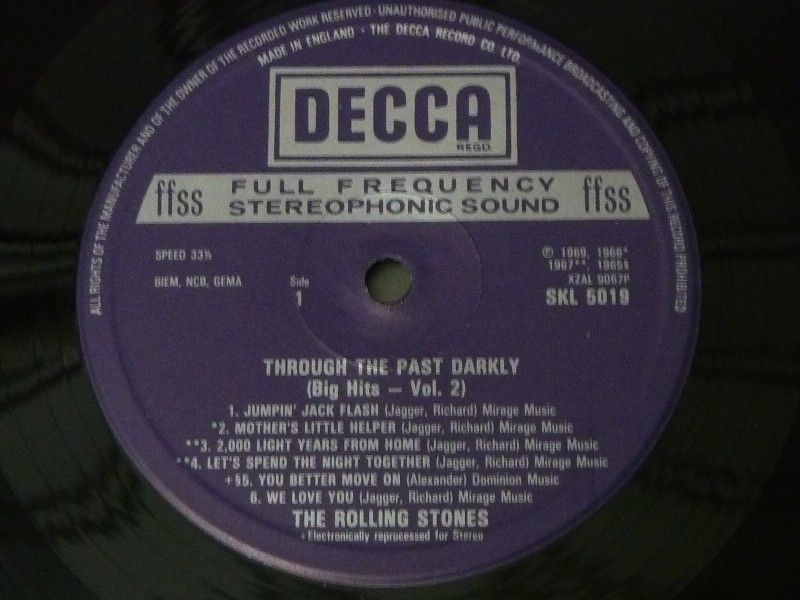 ALL RIGHTS OF THE MANUFACTURER AND OF THE OWNER OF THE RECORDED WORK RESERVED · UNAUTHORISED PUBLIC PERFORMANCE BROADCASTING AND COPYING OF THIS RECORD PROHIBITED
MADE IN ENGLAND · THE DECCA RECORD CO. LTD.
DECCA
REGD.
ffss FULL FREQUENCY ffss
STEREOPHONIC SOUND
SPEED 33⅓
BIEM, NCB, GEMA
Side
1
℗ 1969, 1966*
1967**, 1965§
XZAL 9067P
SKL 5019
THROUGH THE PAST DARKLY
(Big Hits – Vol. 2)
1. JUMPIN' JACK FLASH (Jagger, Richard) Mirage Music
*2. MOTHER'S LITTLE HELPER (Jagger, Richard) Mirage Music
**3. 2,000 LIGHT YEARS FROM HOME (Jagger, Richard) Mirage Music
**4. LET'S SPEND THE NIGHT TOGETHER (Jagger, Richard) Mirage Music
+§5. YOU BETTER MOVE ON (Alexander) Dominion Music
6. WE LOVE YOU (Jagger, Richard) Mirage Music
THE ROLLING STONES
+Electronically reprocessed for Stereo